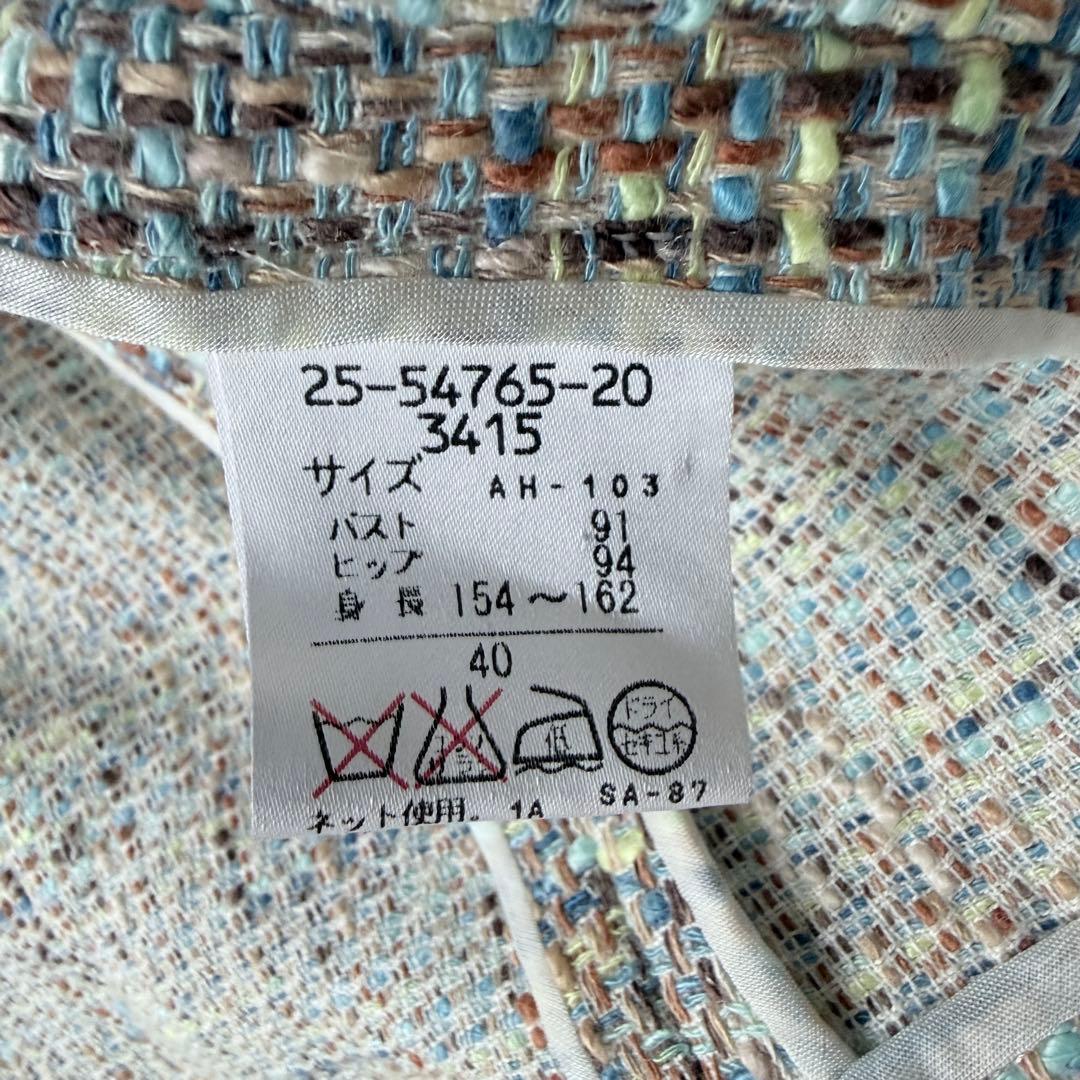 25-54765-20
3415
サイズ AH-103
バスト 91
ヒップ 94
身長 154〜162
40
低 ドライ
セキユ系
ネット使用。 1A SA-87